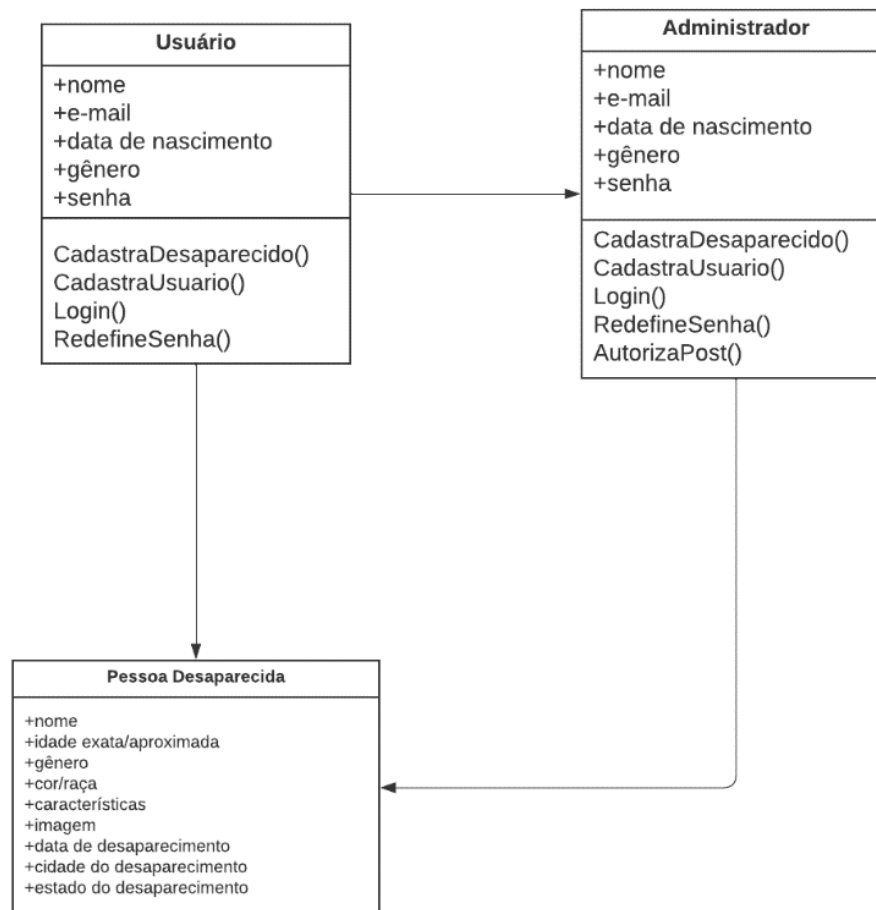 Usuário
+nome
+e-mail
+data de nascimento
+gênero
+senha
CadastraDesaparecido()
CadastraUsuario()
Login()
RedefineSenha()
Administrador
+nome
+e-mail
+data de nascimento
+gênero
+senha
CadastraDesaparecido()
CadastraUsuario()
Login()
RedefineSenha()
AutorizaPost()
Pessoa Desaparecida
+nome
+idade exata/aproximada
+gênero
+cor/raça
+características
+imagem
+data de desaparecimento
+cidade do desaparecimento
+estado do desaparecimento